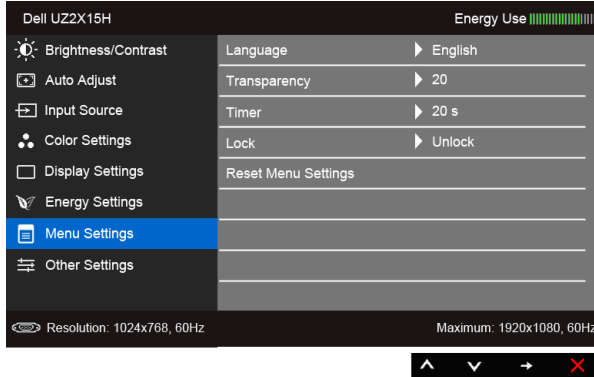 Dell UZ2X15H Energy Use
Brightness/Contrast Language English
Auto Adjust Transparency 20
Input Source Timer 20 s
Color Settings Lock Unlock
Display Settings Reset Menu Settings
Energy Settings
Menu Settings
Other Settings
Resolution: 1024x768, 60Hz Maximum: 1920x1080, 60Hz